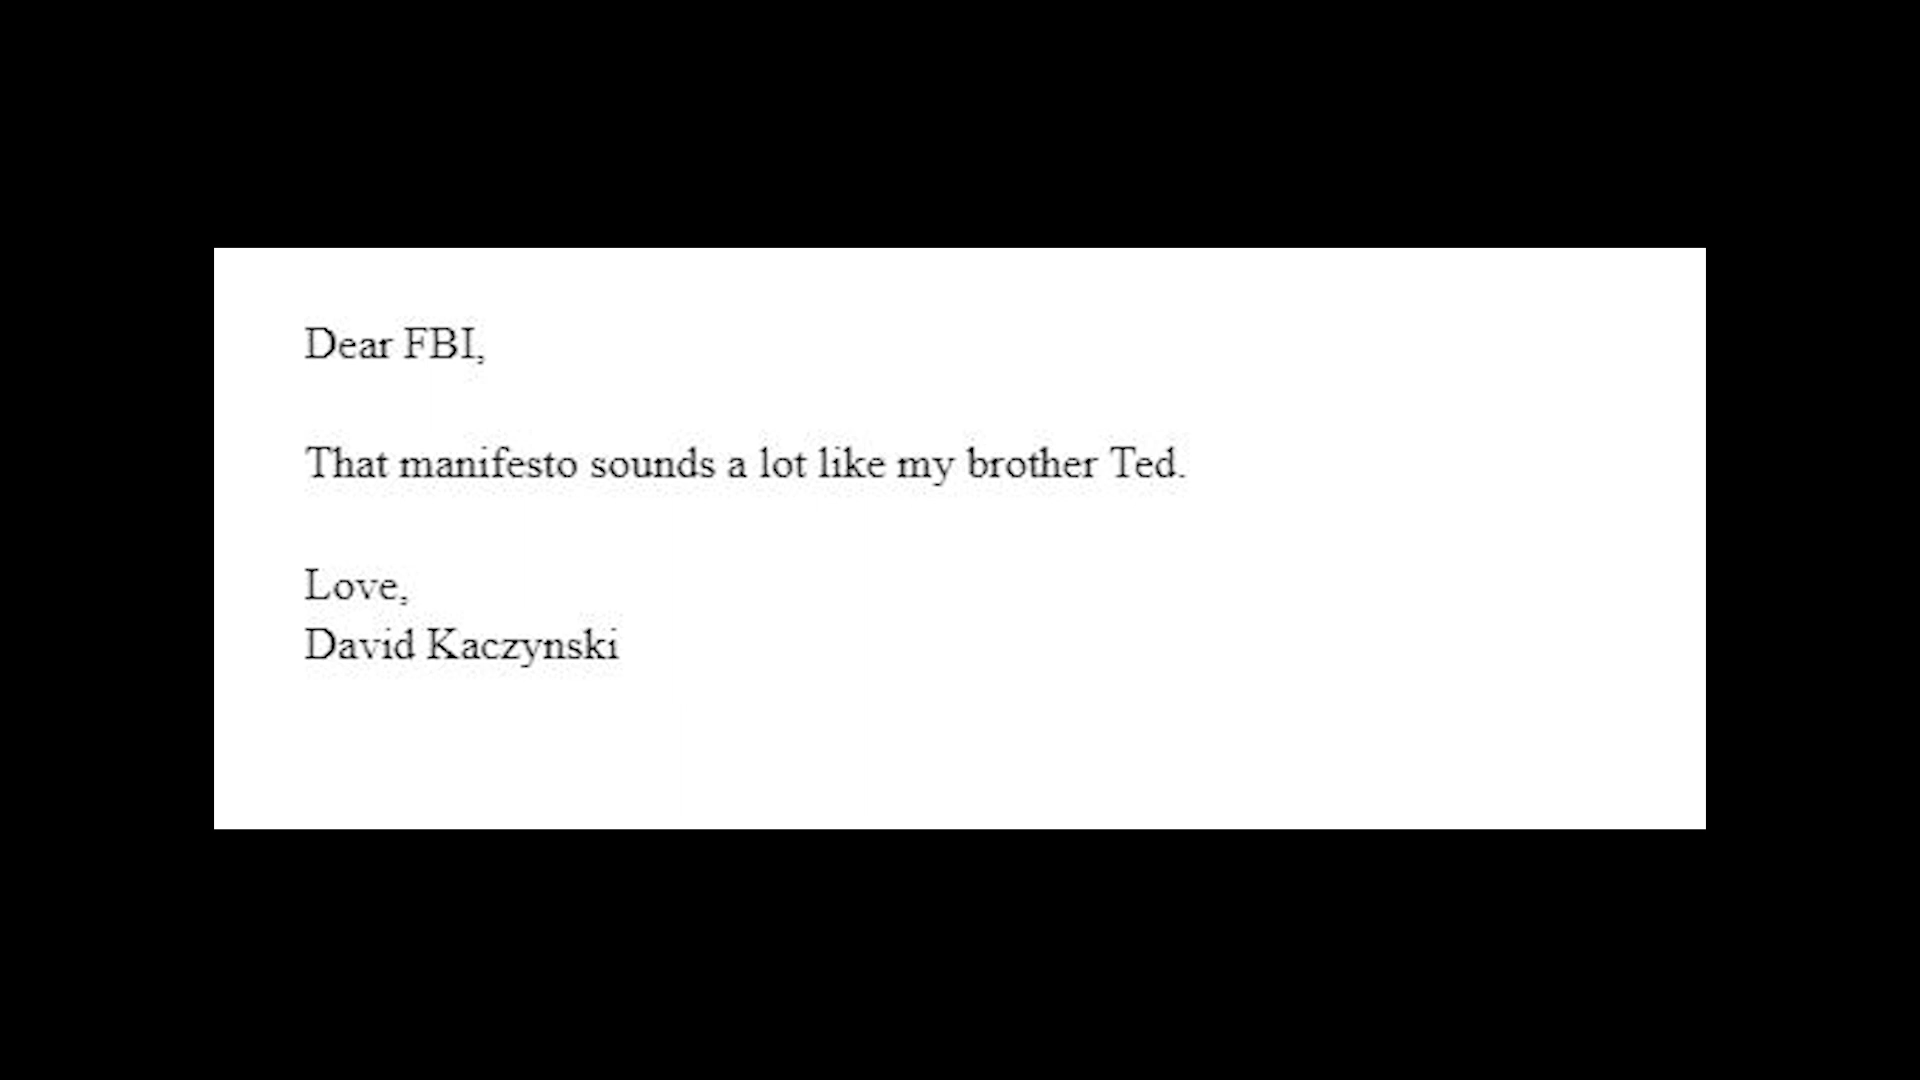 Dear FBI,
That manifesto sounds a lot like my brother Ted.
Love,
David Kaczynski